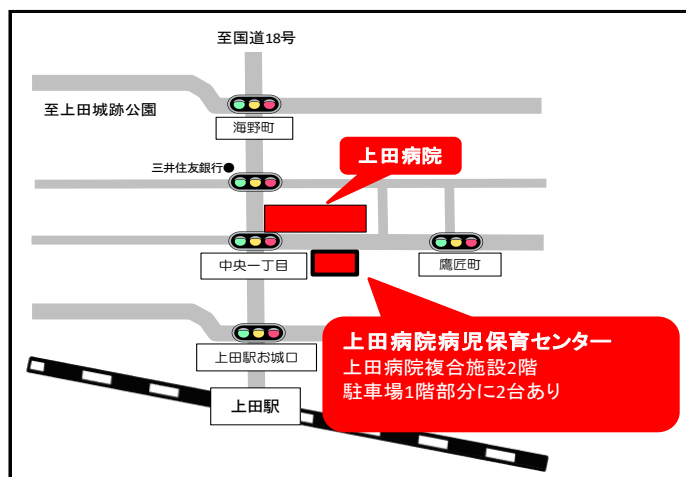 至国道18号
至上田城跡公園
海野町
三井住友銀行●
上田病院
中央一丁目
鷹匠町
上田病院病児保育センター
上田病院複合施設2階
駐車場1階部分に2台あり
上田駅お城口
上田駅